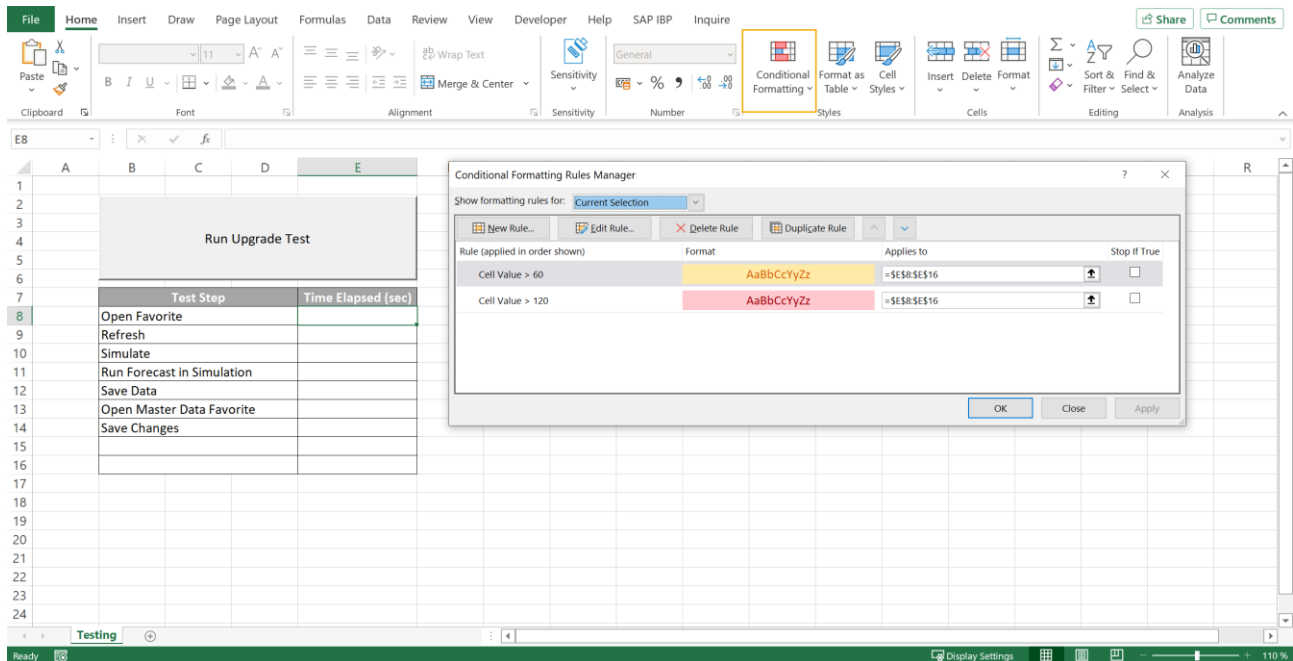 File Home Insert Draw Page Layout Formulas Data Review View Developer Help SAP IBP Inquire Share Comments
11 A^ A˅ ab Wrap Text General
Paste B I U A Merge & Center Sensitivity % 9 Conditional Formatting Format as Table Cell Styles Insert Delete Format Sort & Filter Find & Select Analyze Data
Clipboard Font Alignment Sensitivity Number Styles Cells Editing Analysis
E8 fx
A B C D E R
Conditional Formatting Rules Manager ? ×
1
2 Show formatting rules for: Current Selection
3 New Rule... Edit Rule... Delete Rule Duplicate Rule
4 Run Upgrade Test
Rule (applied in order shown) Format Applies to Stop If True
5
6 Cell Value > 60 AaBbCcYyZz =$E$8:$E$16
7 Test Step Time Elapsed (sec) Cell Value > 120 AaBbCcYyZz =$E$8:$E$16
8 Open Favorite
9 Refresh
10 Simulate
11 Run Forecast in Simulation
12 Save Data
13 Open Master Data Favorite OK Close Apply
14 Save Changes
15
16
17
18
19
20
21
22
23
24
Testing
Ready Display Settings 110 %